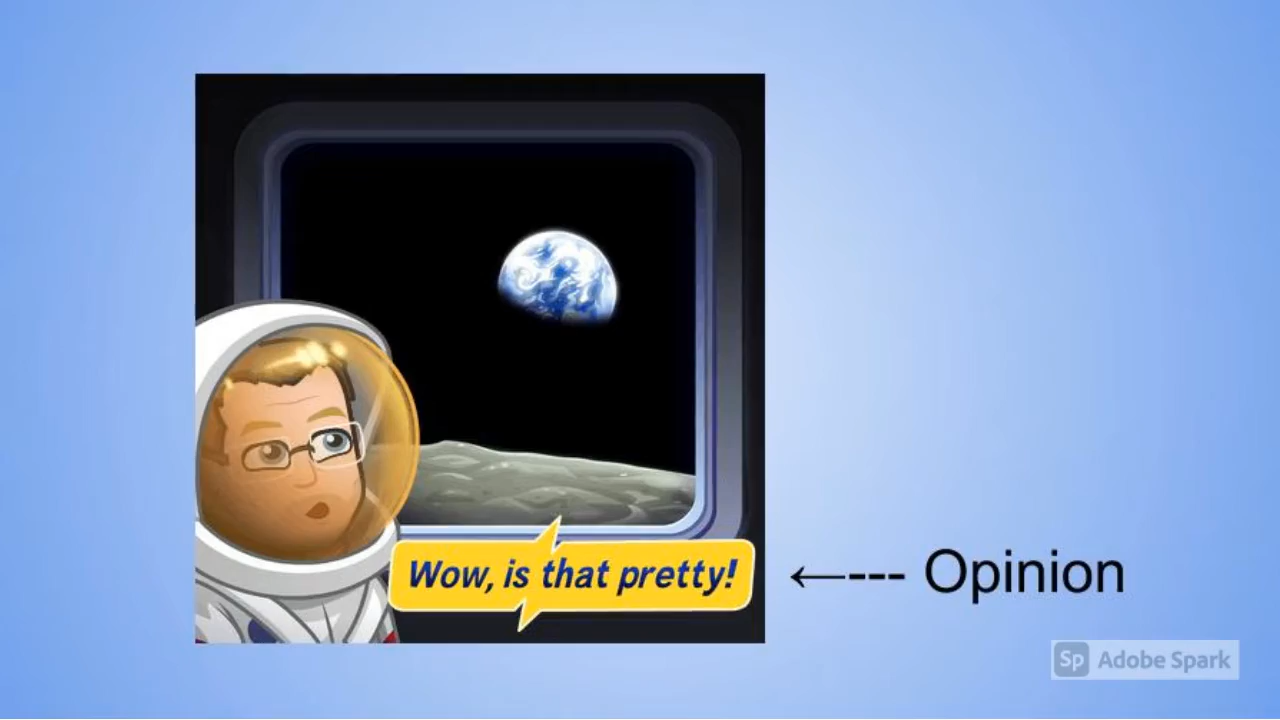 Wow, is that pretty!
←--- Opinion
Sp Adobe Spark